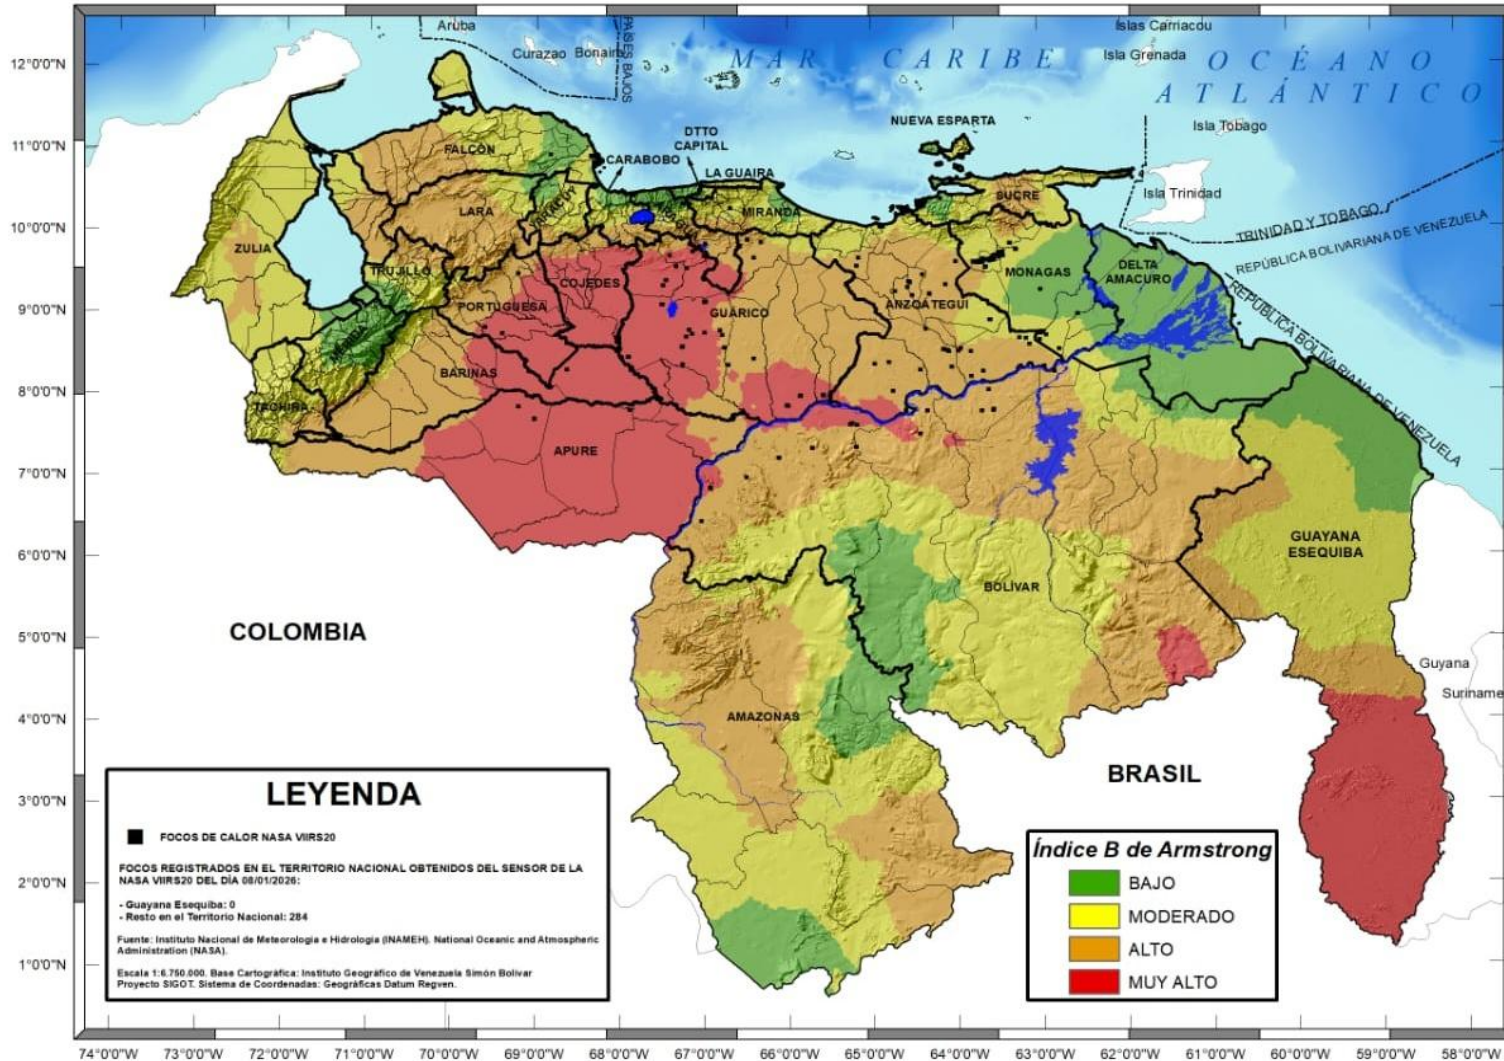 Aruba
Curazao
Bonaire
PAÍSES BAJOS
MAR CARIBE
OCÉANO
ATLÁNTICO
Islas Carriacou
Isla Grenada
Isla Tobago
Isla Trinidad
TRINIDAD Y TOBAGO
REPÚBLICA BOLIVARIANA DE VENEZUELA
REPÚBLICA BOLIVARIANA DE VENEZUELA
12°0'0"N
11°0'0"N
10°0'0"N
9°0'0"N
8°0'0"N
7°0'0"N
6°0'0"N
5°0'0"N
4°0'0"N
3°0'0"N
2°0'0"N
1°0'0"N
NUEVA ESPARTA
DTTO
CAPITAL
CARABOBO
LA GUAIRA
FALCÓN
LARA
YARACUY
MIRANDA
SUCRE
ZULIA
TRUJILLO
COJEDES
PORTUGUESA
GUÁRICO
ANZOÁTEGUI
MONAGAS
DELTA
AMACURO
MÉRIDA
BARINAS
TÁCHIRA
APURE
BOLÍVAR
GUAYANA
ESEQUIBA
AMAZONAS
COLOMBIA
BRASIL
Guyana
Suriname
LEYENDA
FOCOS DE CALOR NASA VIIRS20
FOCOS REGISTRADOS EN EL TERRITORIO NACIONAL OBTENIDOS DEL SENSOR DE LA
NASA VIIRS20 DEL DÍA 08/01/2026:
- Guayana Esequiba: 0
- Resto en el Territorio Nacional: 284
Fuente: Instituto Nacional de Meteorología e Hidrología (INAMEH). National Oceanic and Atmospheric
Administration (NASA).
Escala 1:6.750.000. Base Cartográfica: Instituto Geográfico de Venezuela Simón Bolívar
Proyecto SIGOT. Sistema de Coordenadas: Geográficas Datum Regven.
Índice B de Armstrong
BAJO
MODERADO
ALTO
MUY ALTO
74°0'0"W 73°0'0"W 72°0'0"W 71°0'0"W 70°0'0"W 69°0'0"W 68°0'0"W 67°0'0"W 66°0'0"W 65°0'0"W 64°0'0"W 63°0'0"W 62°0'0"W 61°0'0"W 60°0'0"W 59°0'0"W 58°0'0"W